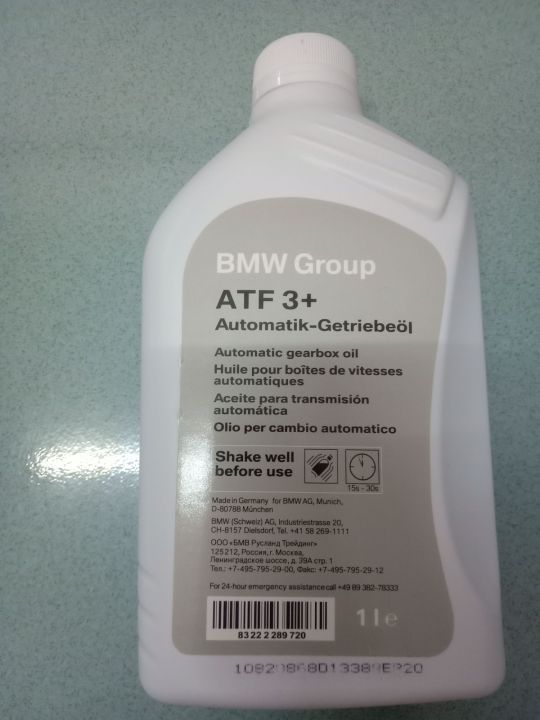 BMW Group
ATF 3+
Automatik-Getriebeöl
Automatic gearbox oil
Huile pour boîtes de vitesses
automatiques
Aceite para transmisión
automática
Olio per cambio automatico
Shake well
before use
15s - 30s
Made in Germany for BMW AG, Munich,
D-80788 München
BMW (Schweiz) AG, Industriestrasse 20,
CH-8157 Dielsdorf, Tel. +41 58 269-1111
ООО «БМВ Русланд Трейдинг»
125212, Россия, г. Москва,
Ленинградское шоссе, д. 39А стр. 1
Тел.: +7-495-795-29-00, Факс: +7-495-795-29-12
For 24-hour emergency assistance call +49 89 382-78333
1 l e
83 22 2 289 720